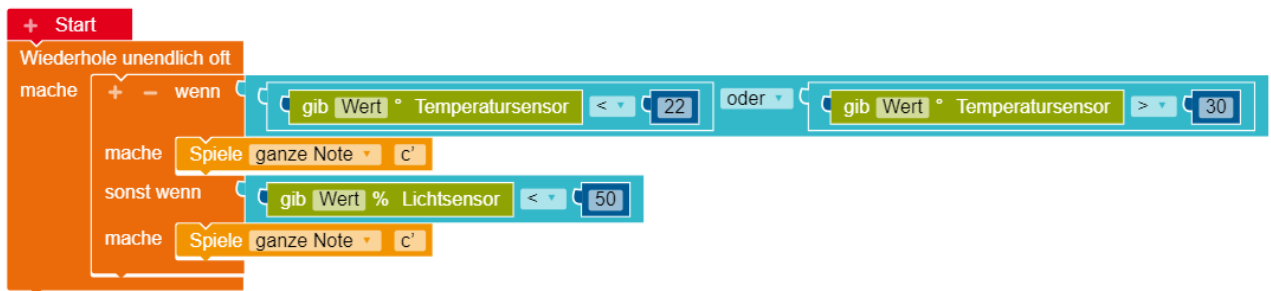 + Start
Wiederhole unendlich oft
mache + − wenn gib Wert ° Temperatursensor < 22 oder gib Wert ° Temperatursensor > 30
mache Spiele ganze Note c'
sonst wenn gib Wert % Lichtsensor < 50
mache Spiele ganze Note c'